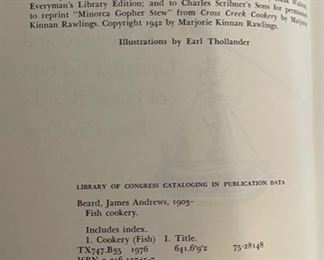 Everyman's Library Edition; and to Charles Scribner's Sons for permission
to reprint "Minorca Gopher Stew" from Cross Creek Cookery by Marjorie
Kinnan Rawlings. Copyright 1942 by Marjorie Kinnan Rawlings.
Illustrations by Earl Thollander
LIBRARY OF CONGRESS CATALOGING IN PUBLICATION DATA
Beard, James Andrews, 1903–
Fish cookery.
Includes index.
1. Cookery (Fish) I. Title.
TX747.B35 1976 641.6'9'2 75-28148